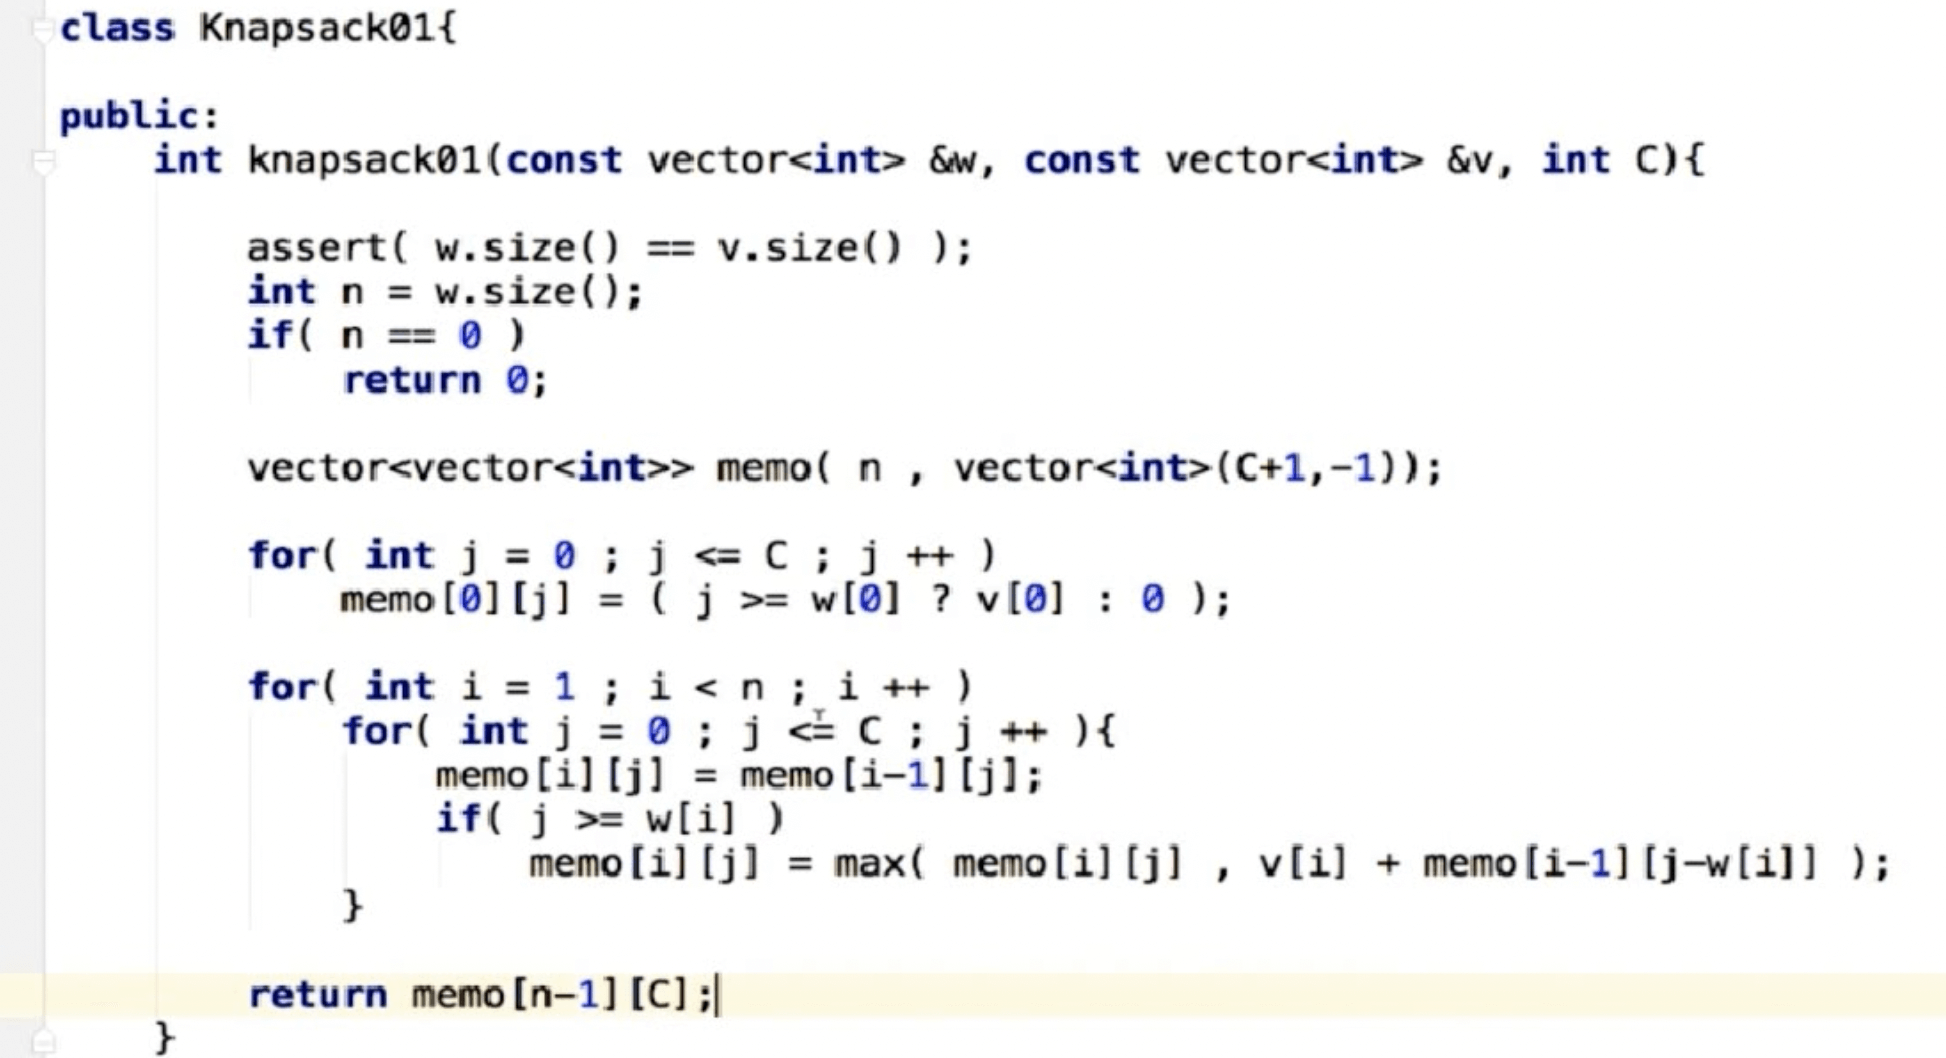 class Knapsack01{
public:
int knapsack01(const vector<int> &w, const vector<int> &v, int C){
assert( w.size() == v.size() );
int n = w.size();
if( n == 0 )
return 0;
vector<vector<int>> memo( n , vector<int>(C+1,-1));
for( int j = 0 ; j <= C ; j ++ )
memo[0][j] = ( j >= w[0] ? v[0] : 0 );
for( int i = 1 ; i < n ; i ++ )
for( int j = 0 ; j <= C ; j ++ ){
memo[i][j] = memo[i-1][j];
if( j >= w[i] )
memo[i][j] = max( memo[i][j] , v[i] + memo[i-1][j-w[i]] );
}
return memo[n-1][C];
}